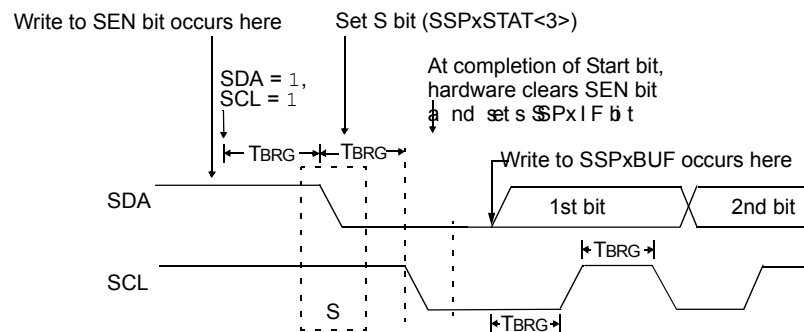 Write to SEN bit occurs here
Set S bit (SSPxSTAT<3>)
SDA = 1,
SCL = 1
At completion of Start bit,
hardware clears SEN bit
and sets SSPxIF bit
TBRG
TBRG
Write to SSPxBUF occurs here
SDA
1st bit
2nd bit
TBRG
SCL
S
TBRG